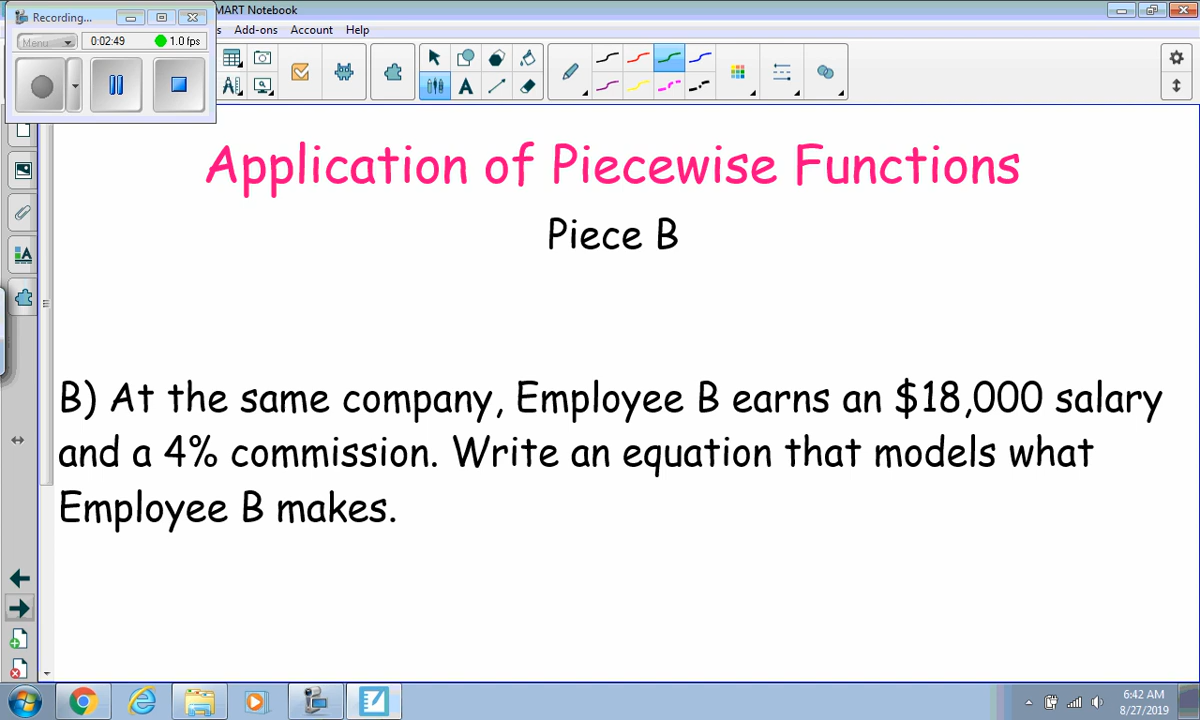 Recording...
MART Notebook
Menu
0:02:49
1.0 fps
s Add-ons Account Help
Application of Piecewise Functions
Piece B
B) At the same company, Employee B earns an $18,000 salary
and a 4% commission. Write an equation that models what
Employee B makes.
6:42 AM
8/27/2019